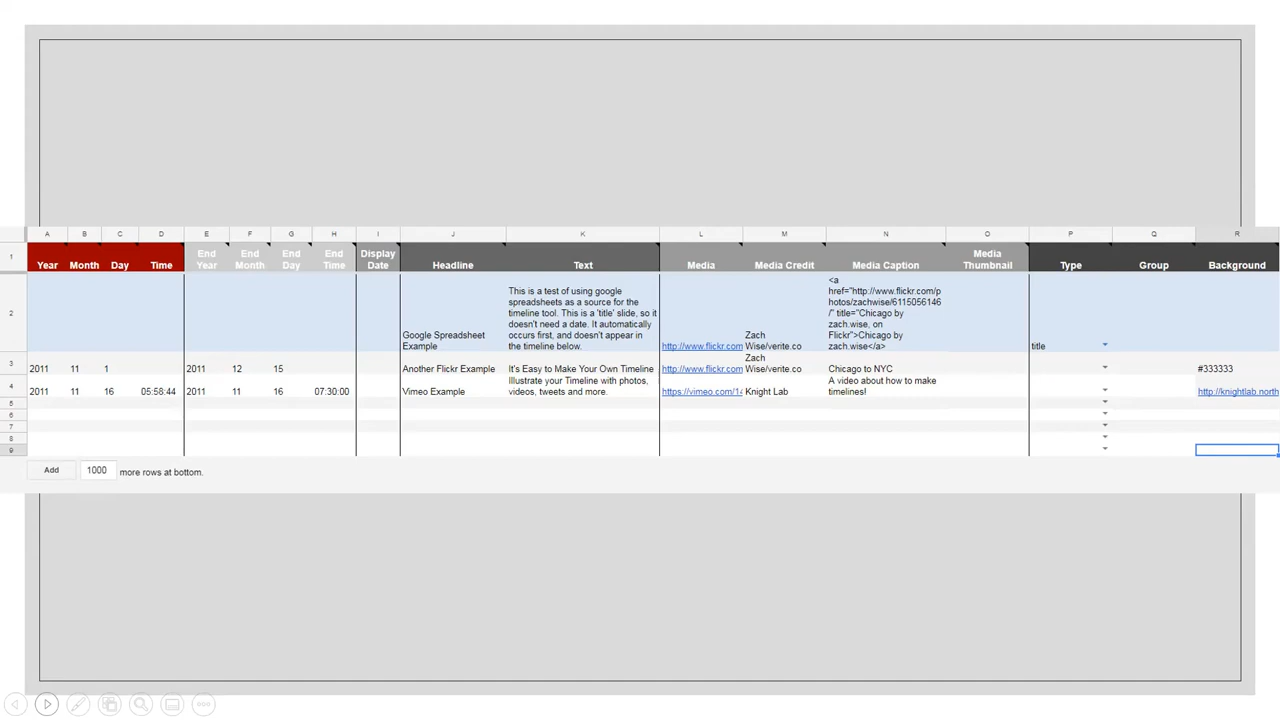 A B C D E F G H I J K L M N O P Q R
1 Year Month Day Time End Year End Month End Day End Time Display Date Headline Text Media Media Credit Media Caption Media Thumbnail Type Group Background
2
Google Spreadsheet
Example
This is a test of using google
spreadsheets as a source for the
timeline tool. This is a 'title' slide, so it
doesn't need a date. It automatically
occurs first, and doesn't appear in
the timeline below.
http://www.flickr.com
Zach
Wise/verite.co
<a
href="http://www.flickr.com/p
hotos/zachwise/6115056146
/" title="Chicago by
zach.wise, on
Flickr">Chicago by
zach.wise</a>
title
3 2011 11 1 2011 12 15 Another Flickr Example It's Easy to Make Your Own Timeline http://www.flickr.com
Zach
Wise/verite.co
Chicago to NYC #333333
4 2011 11 16 05:58:44 2011 11 16 07:30:00 Vimeo Example
Illustrate your Timeline with photos,
videos, tweets and more.
https://vimeo.com/14 Knight Lab
A video about how to make
timelines!
http://knightlab.north
5
6
7
8
9
Add 1000 more rows at bottom.